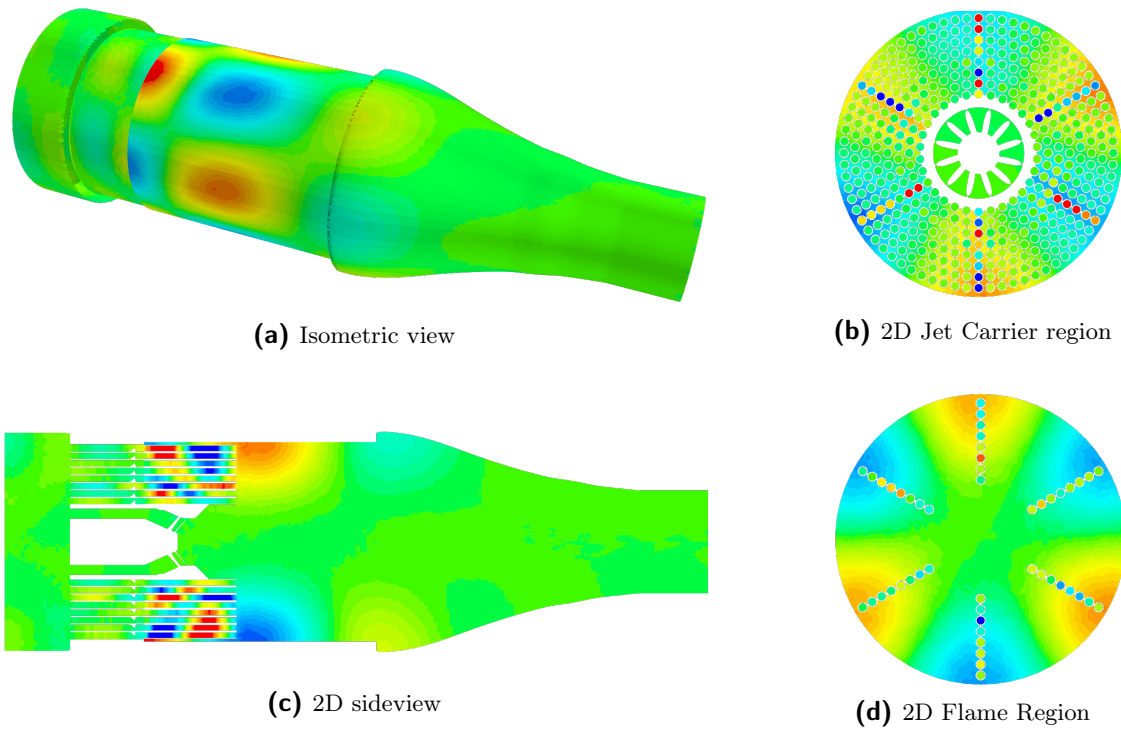 (a) Isometric view
(b) 2D Jet Carrier region
(c) 2D sideview
(d) 2D Flame Region